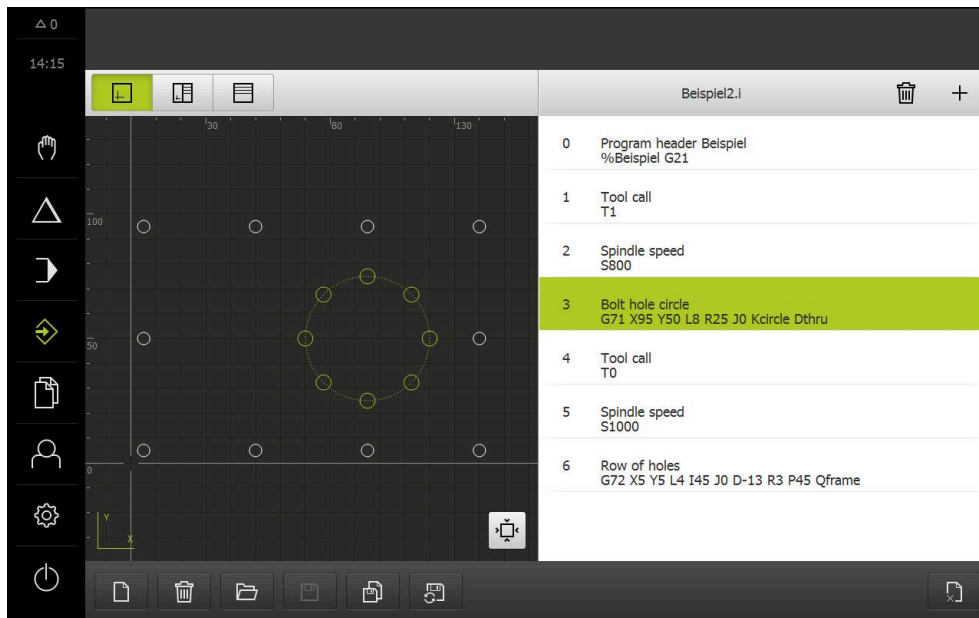 0
14:15
Beispiel2.i
30
80
130
100
50
0
Y
X
0 Program header Beispiel
%Beispiel G21
1 Tool call
T1
2 Spindle speed
S800
3 Bolt hole circle
G71 X95 Y50 L8 R25 J0 Kcircle Dthru
4 Tool call
T0
5 Spindle speed
S1000
6 Row of holes
G72 X5 Y5 L4 I45 J0 D-13 R3 P45 Qframe